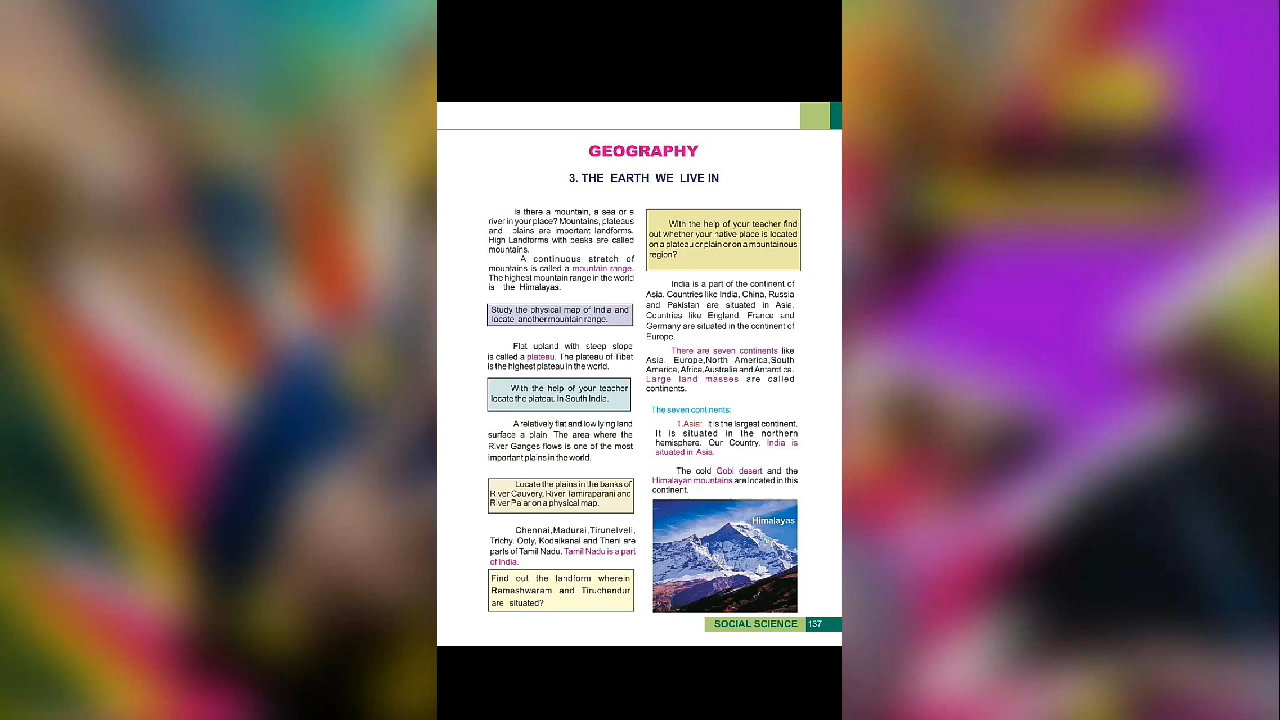 GEOGRAPHY
3. THE EARTH WE LIVE IN
Is there a mountain, a sea or a
river in your place? Mountains, plateaus
and plains are important landforms.
High Landforms with peaks are called
mountains.
A continuous stretch of
mountains is called a mountain range.
The highest mountain range in the world
is the Himalayas.
Study the physical map of India and
locate another mountain range.
Flat upland with steep slope
is called a plateau. The plateau of Tibet
is the highest plateau in the world.
With the help of your teacher
locate the plateau in South India.
A relatively flat and low lying land
surface a plain. The area where the
River Ganges flows is one of the most
important plains in the world.
Locate the plains in the banks of
River Cauvery, River Tamiraparani and
River Palar on a physical map.
Chennai,Madurai,Tirunelveli,
Trichy, Ooty, Kodaikanal and Theni are
parts of Tamil Nadu. Tamil Nadu is a part
of India.
Find out the landform wherein
Rameshwaram and Tiruchendur
are situated?
With the help of your teacher find
out whether your native place is located
on a plateau or plain or on a mountainous
region?
India is a part of the continent of
Asia. Countries like India, China, Russia
and Pakistan are situated in Asia.
Countries like England, France and
Germany are situated in the continent of
Europe.
There are seven continents like
Asia, Europe,North America,South
America, Africa,Australia and Antarctica.
Large land masses are called
continents.
The seven continents:
1.Asia: It is the largest continent.
It is situated in the northern
hemisphere. Our Country, India is
situated in Asia.
The cold Gobi desert and the
Himalayan mountains are located in this
continent.
Himalayas
SOCIAL SCIENCE 137